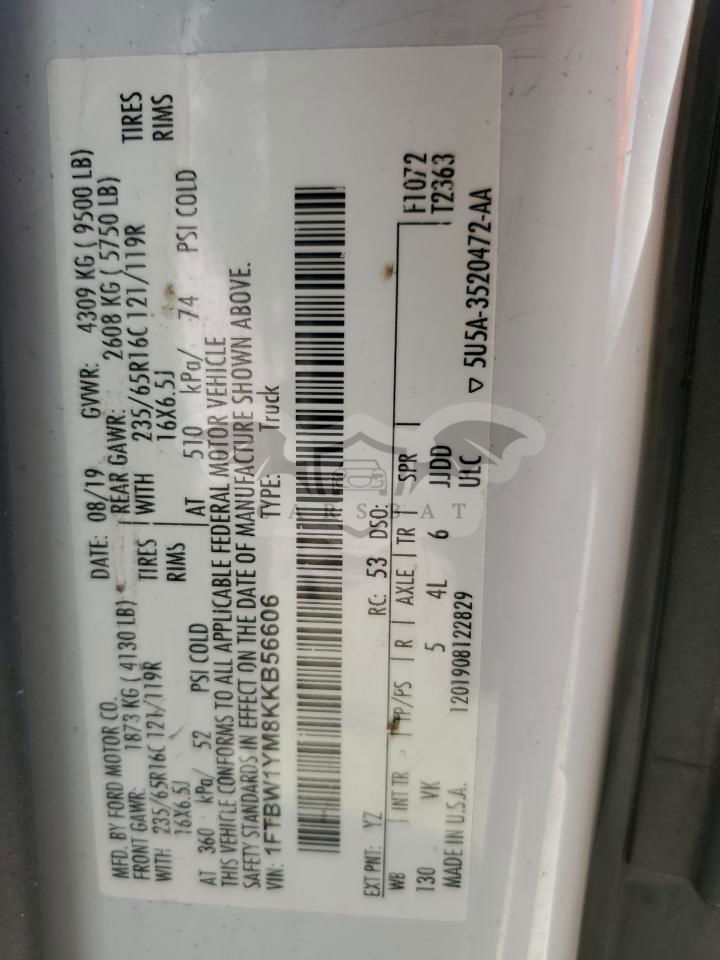 MFD. BY FORD MOTOR CO. DATE: 08/19 GVWR: 4309 KG ( 9500 LB)
FRONT GAWR: 1873 KG ( 4130 LB) REAR GAWR: 2608 KG ( 5750 LB)
WITH 235/65R16C 121/119R TIRES WITH 235/65R16C 121/119R TIRES
16X6.5J RIMS 16X6.5J RIMS
AT 360 kPa/ 52 PSI COLD AT 510 kPa/ 74 PSI COLD
THIS VEHICLE CONFORMS TO ALL APPLICABLE FEDERAL MOTOR VEHICLE
SAFETY STANDARDS IN EFFECT ON THE DATE OF MANUFACTURE SHOWN ABOVE.
VIN: 1FTBW1YM8KKB56606 TYPE: Truck
EXT PNT: YZ RC: 53 DSO:
WB INT TR TP/PS R AXLE TR SPR F1072
130 VK 5 4L 6 JJDD T2363
MADE IN U.S.A. 1201908122829 ULC
▽ 5U5A-3520472-AA
CARSBAT